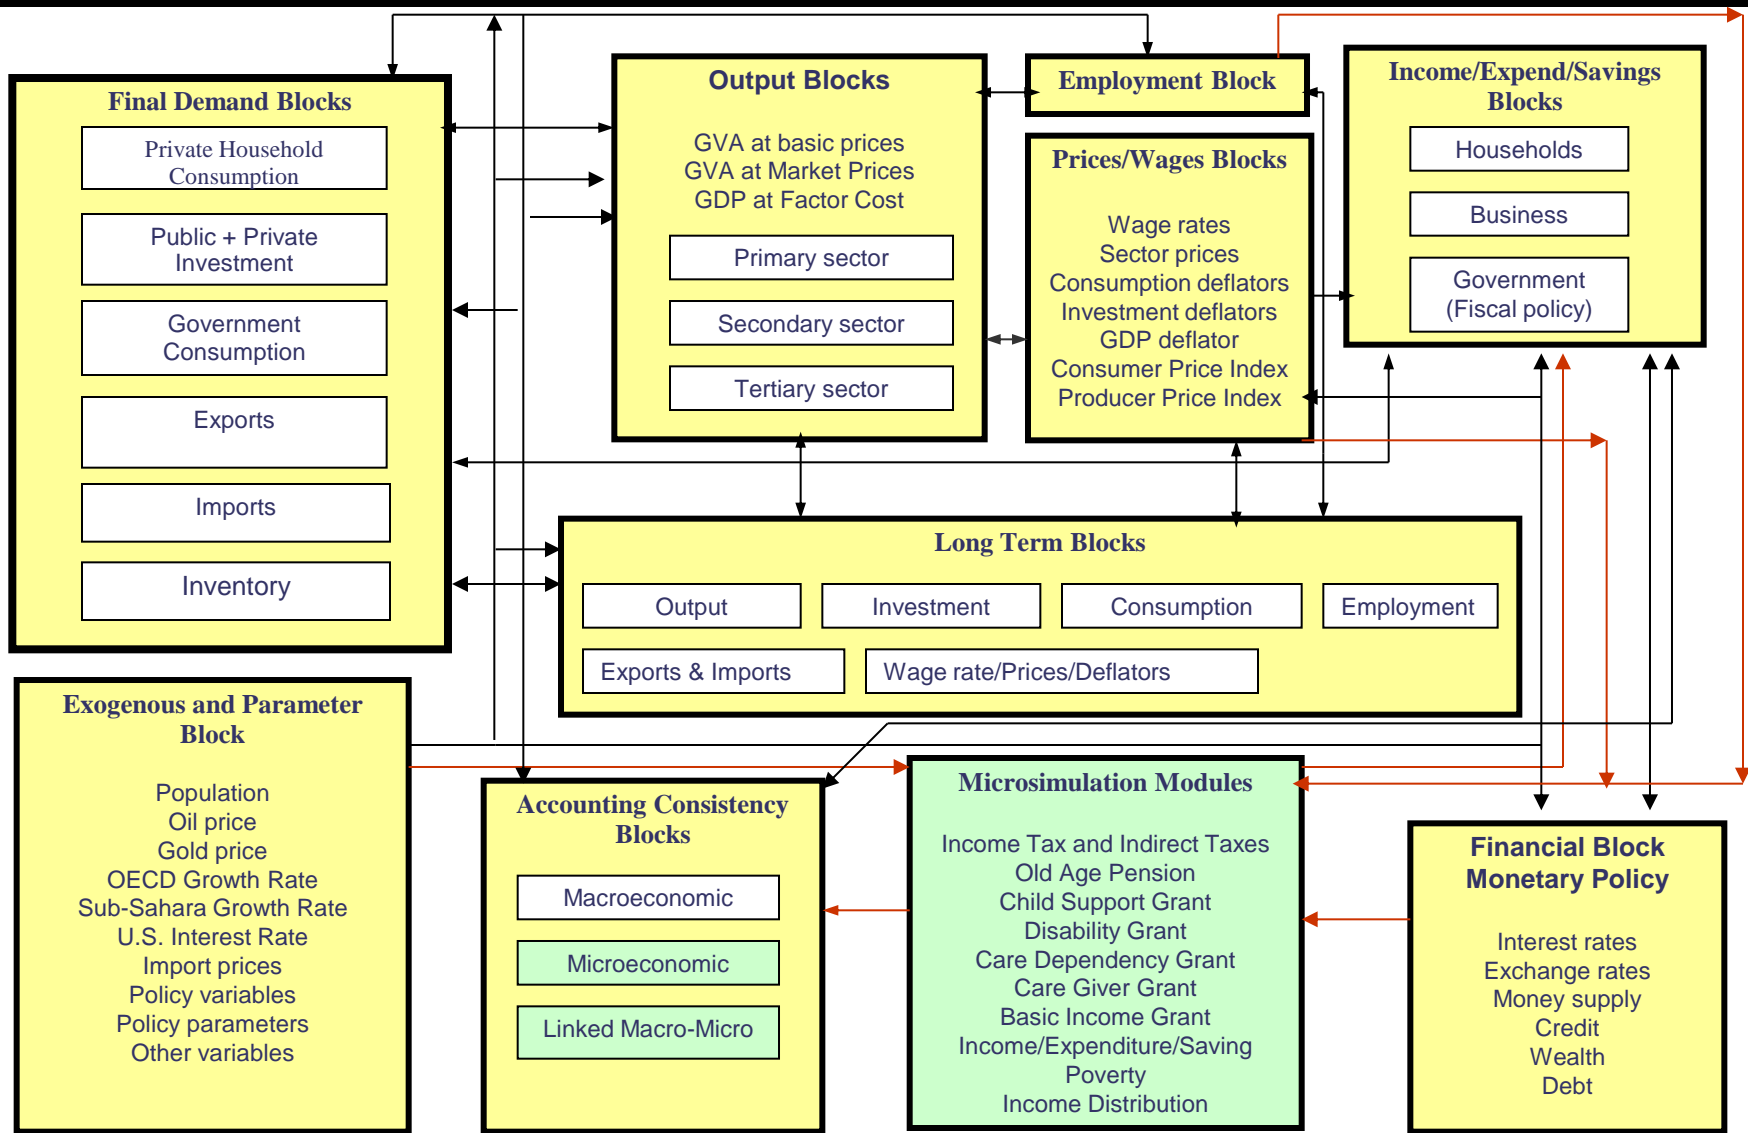 Final Demand Blocks
Private Household
Consumption
Public + Private
Investment
Government
Consumption
Exports
Imports
Inventory
Output Blocks
GVA at basic prices
GVA at Market Prices
GDP at Factor Cost
Primary sector
Secondary sector
Tertiary sector
Employment Block
Prices/Wages Blocks
Wage rates
Sector prices
Consumption deflators
Investment deflators
GDP deflator
Consumer Price Index
Producer Price Index
Income/Expend/Savings
Blocks
Households
Business
Government
(Fiscal policy)
Long Term Blocks
Output
Investment
Consumption
Employment
Exports & Imports
Wage rate/Prices/Deflators
Exogenous and Parameter
Block
Population
Oil price
Gold price
OECD Growth Rate
Sub-Sahara Growth Rate
U.S. Interest Rate
Import prices
Policy variables
Policy parameters
Other variables
Accounting Consistency
Blocks
Macroeconomic
Microeconomic
Linked Macro-Micro
Microsimulation Modules
Income Tax and Indirect Taxes
Old Age Pension
Child Support Grant
Disability Grant
Care Dependency Grant
Care Giver Grant
Basic Income Grant
Income/Expenditure/Saving
Poverty
Income Distribution
Financial Block
Monetary Policy
Interest rates
Exchange rates
Money supply
Credit
Wealth
Debt